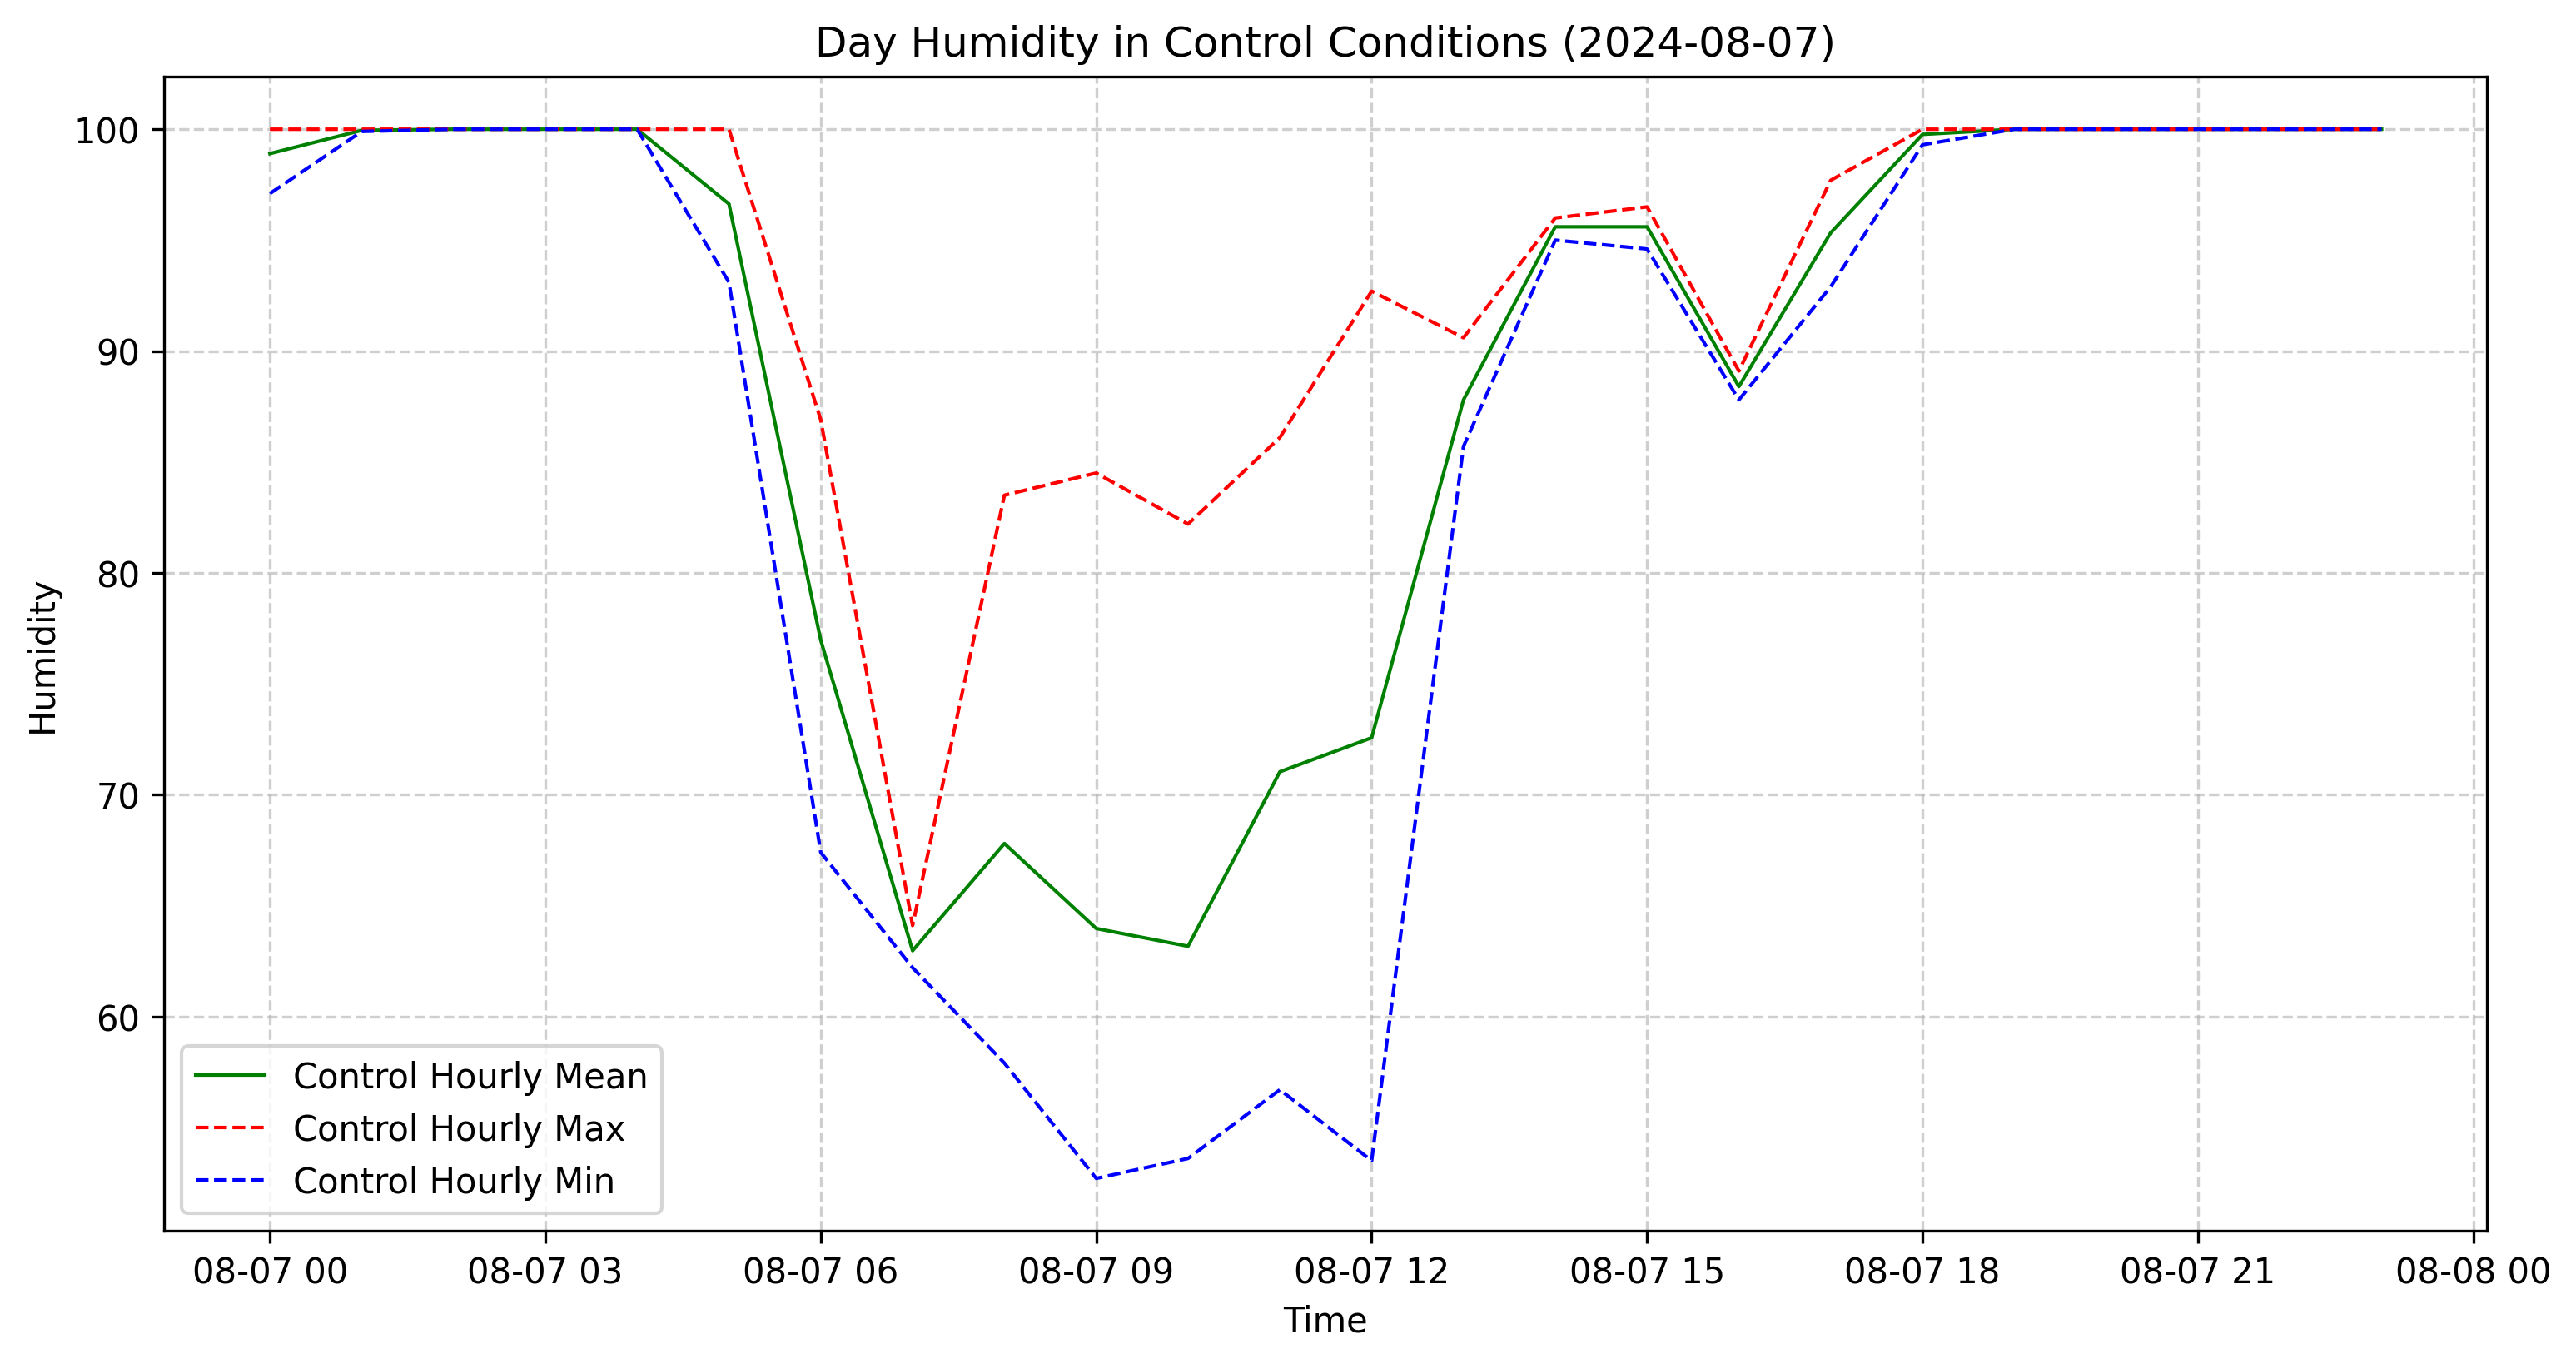 Day Humidity in Control Conditions (2024-08-07)
Humidity
100
90
80
70
60
Control Hourly Mean
Control Hourly Max
Control Hourly Min
08-07 00 08-07 03 08-07 06 08-07 09 08-07 12 08-07 15 08-07 18 08-07 21 08-08 00
Time